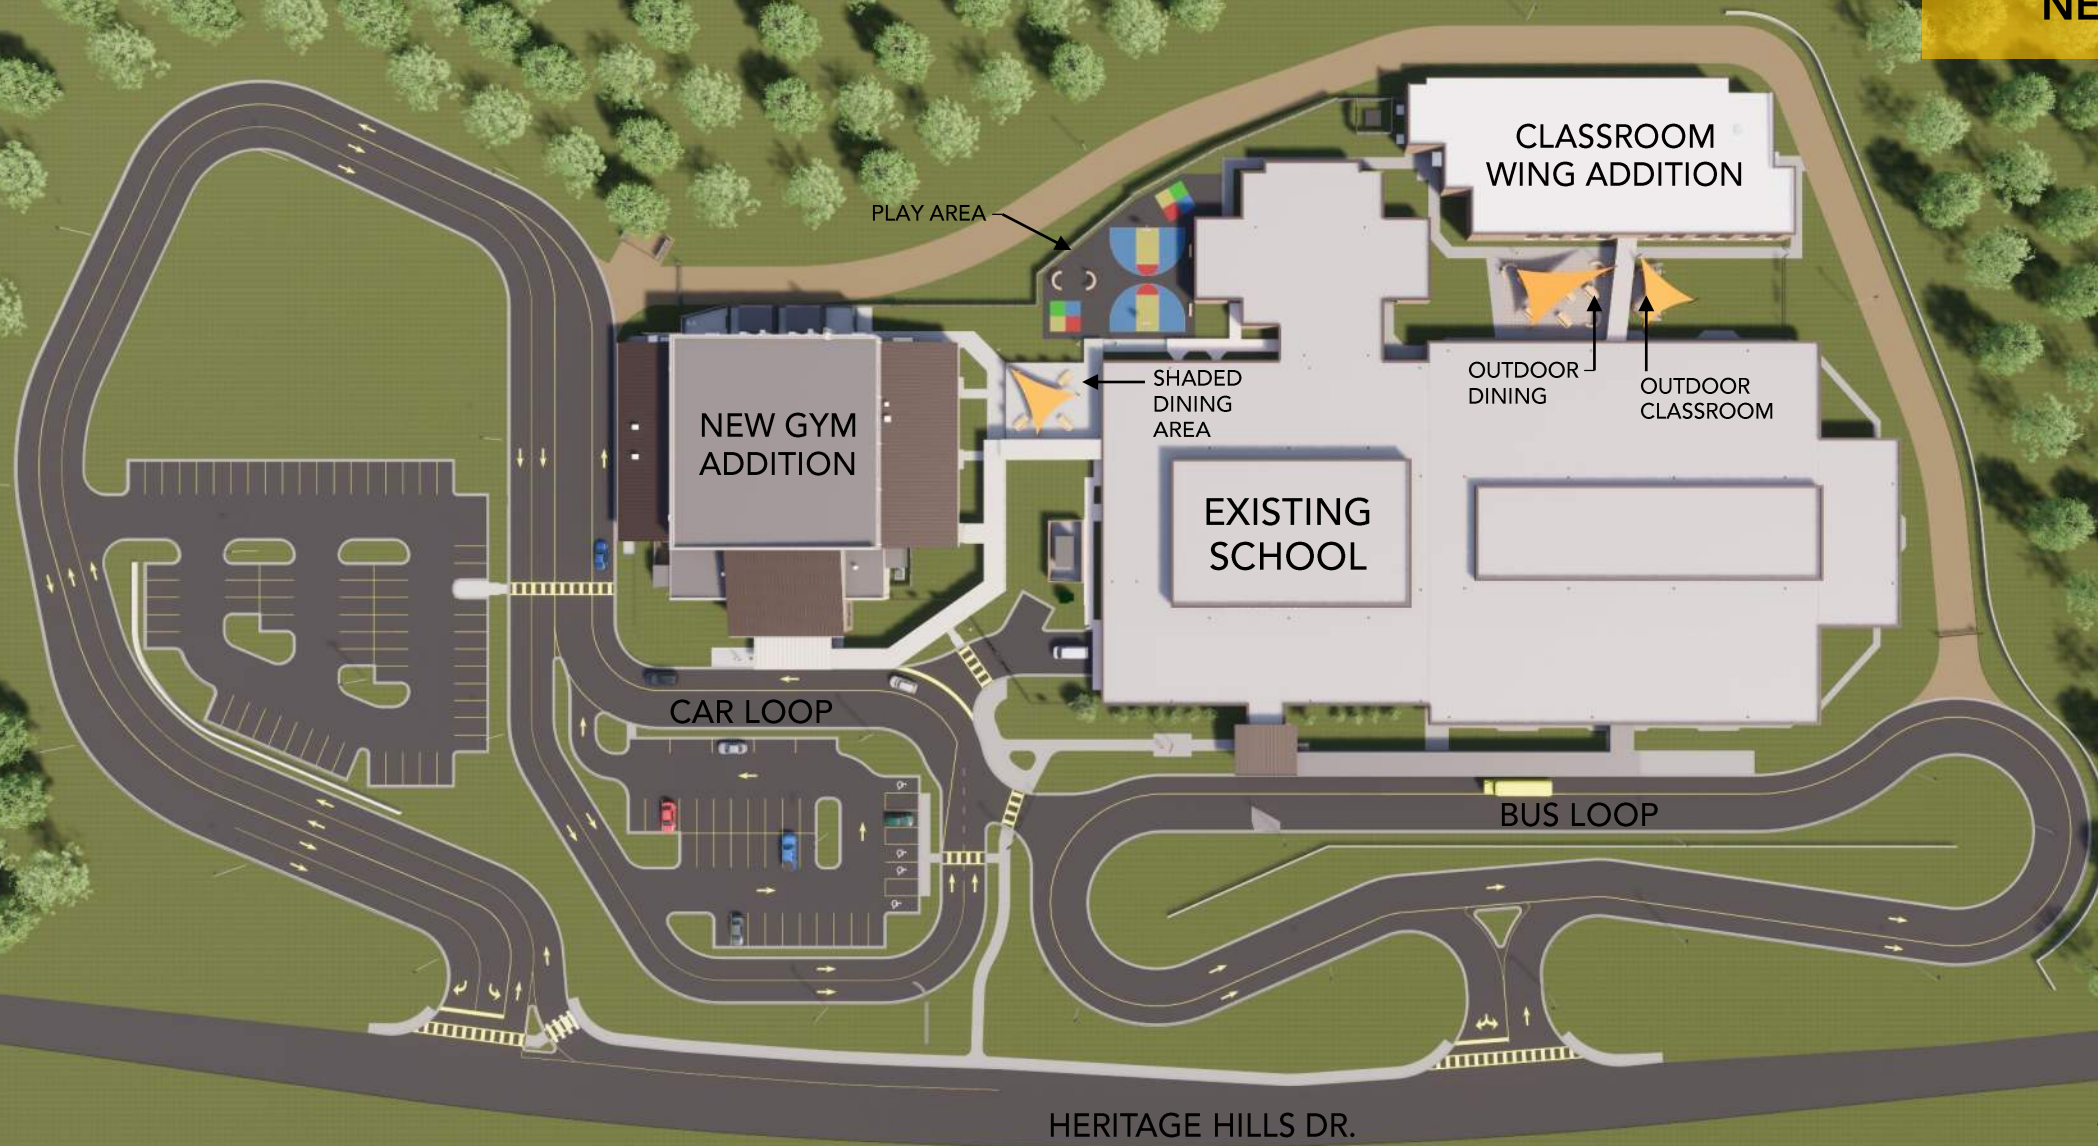 CLASSROOM
WING ADDITION
PLAY AREA
SHADED
DINING
AREA
OUTDOOR
DINING
OUTDOOR
CLASSROOM
NEW GYM
ADDITION
EXISTING
SCHOOL
CAR LOOP
BUS LOOP
HERITAGE HILLS DR.